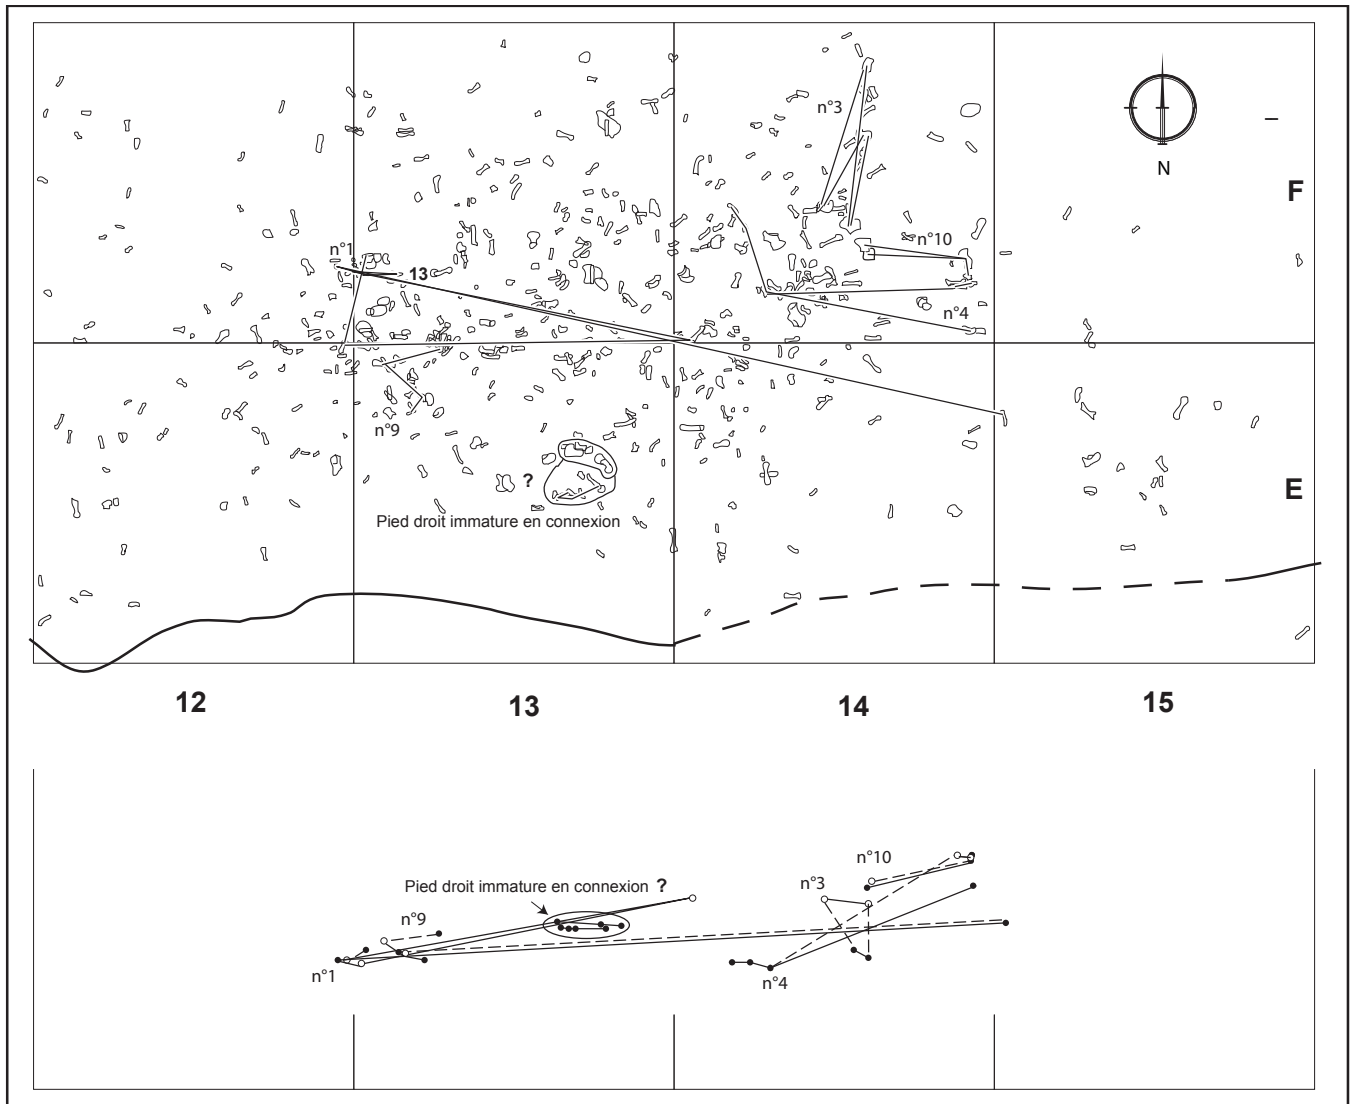 n°3
N
F
n°1
n°10
13
n°4
n°9
?
E
Pied droit immature en connexion
12
13
14
15
n°10
Pied droit immature en connexion ?
n°3
n°9
n°1
n°4